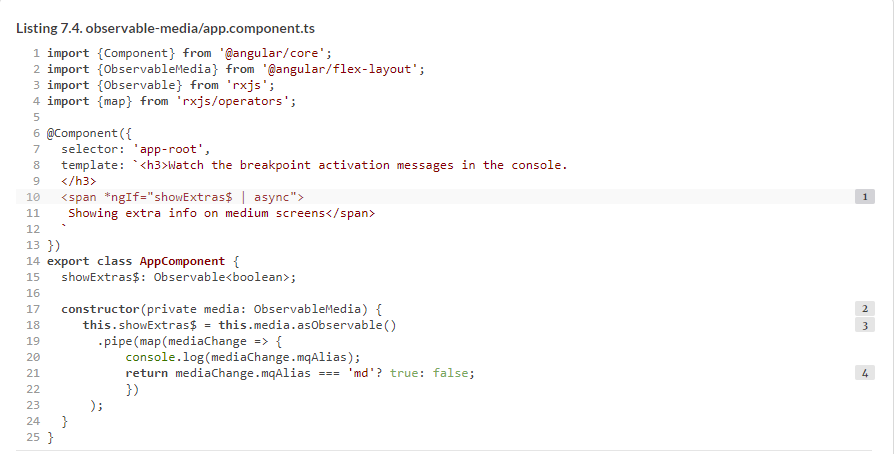 Listing 7.4. observable-media/app.component.ts
1 import {Component} from '@angular/core';
2 import {ObservableMedia} from '@angular/flex-layout';
3 import {Observable} from 'rxjs';
4 import {map} from 'rxjs/operators';
5
6 @Component({
7   selector: 'app-root',
8   template: `<h3>Watch the breakpoint activation messages in the console.
9   </h3>
10   <span *ngIf="showExtras$ | async"> 1
11    Showing extra info on medium screens</span>
12   `
13 })
14 export class AppComponent {
15   showExtras$: Observable<boolean>;
16
17   constructor(private media: ObservableMedia) { 2
18      this.showExtras$ = this.media.asObservable() 3
19        .pipe(map(mediaChange => {
20            console.log(mediaChange.mqAlias);
21            return mediaChange.mqAlias === 'md'? true: false; 4
22            })
23       );
24   }
25 }